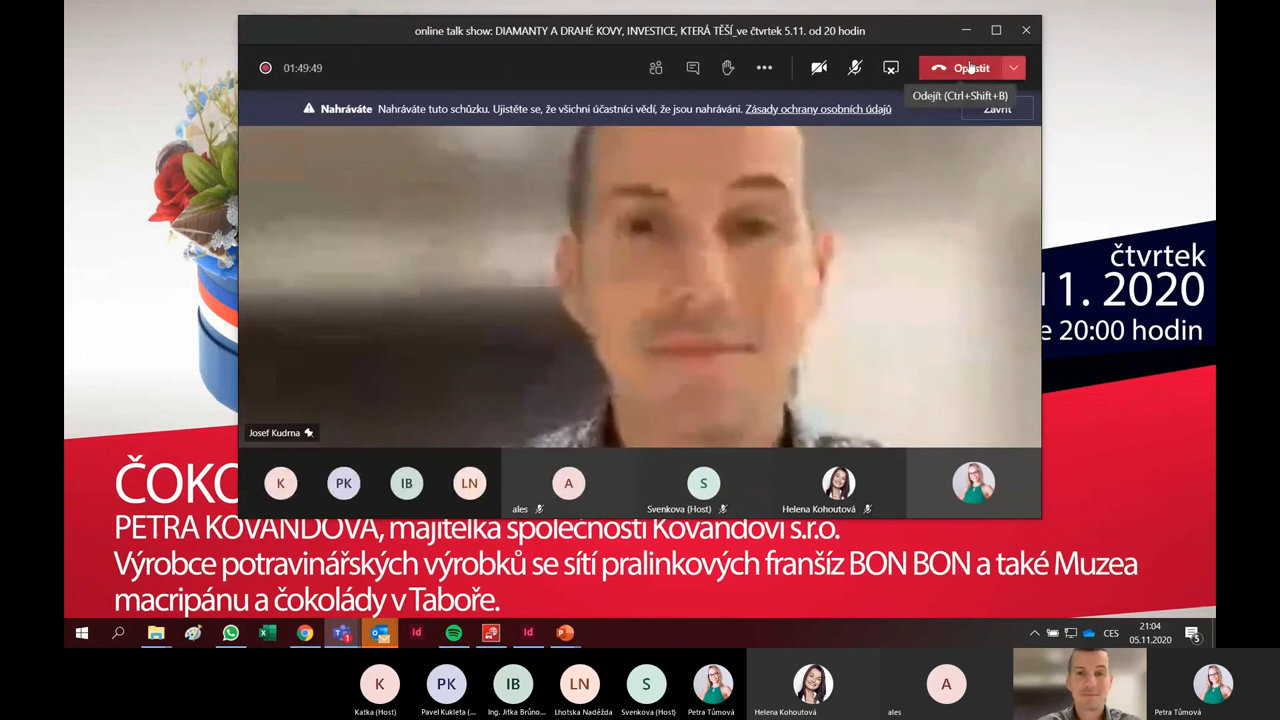 online talk show: DIAMANTY A DRAHÉ KOVY, INVESTICE, KTERÁ TĚŠÍ_ve čtvrtek 5.11. od 20 hodin
01:49:49
Opustit
Odejít (Ctrl+Shift+B)
Nahráváte Nahráváte tuto schůzku. Ujistěte se, že všichni účastníci vědí, že jsou nahráváni. Zásady ochrany osobních údajů
Zavřít
čtvrtek
11. 2020
20:00 hodin
Josef Kudrna
K
PK
IB
LN
A
S
ales
Svenkova (Host)
Helena Kohoutová
ČOKO
PETRA KOVANDOVÁ, majitelka společnosti Kovandovi s.r.o.
Výrobce potravinářských výrobků se sítí pralinkových franšíz BON BON a také Muzea
macripánu a čokolády v Taboře.
CES
21:04
05.11.2020
5
K
PK
IB
LN
S
A
Katka (Host)
Pavel Kukleta (...
Ing. Jitka Brůno...
Lhotska Naděžda
Svenkova (Host)
Petra Tůmová
Helena Kohoutová
ales
Petra Tůmová